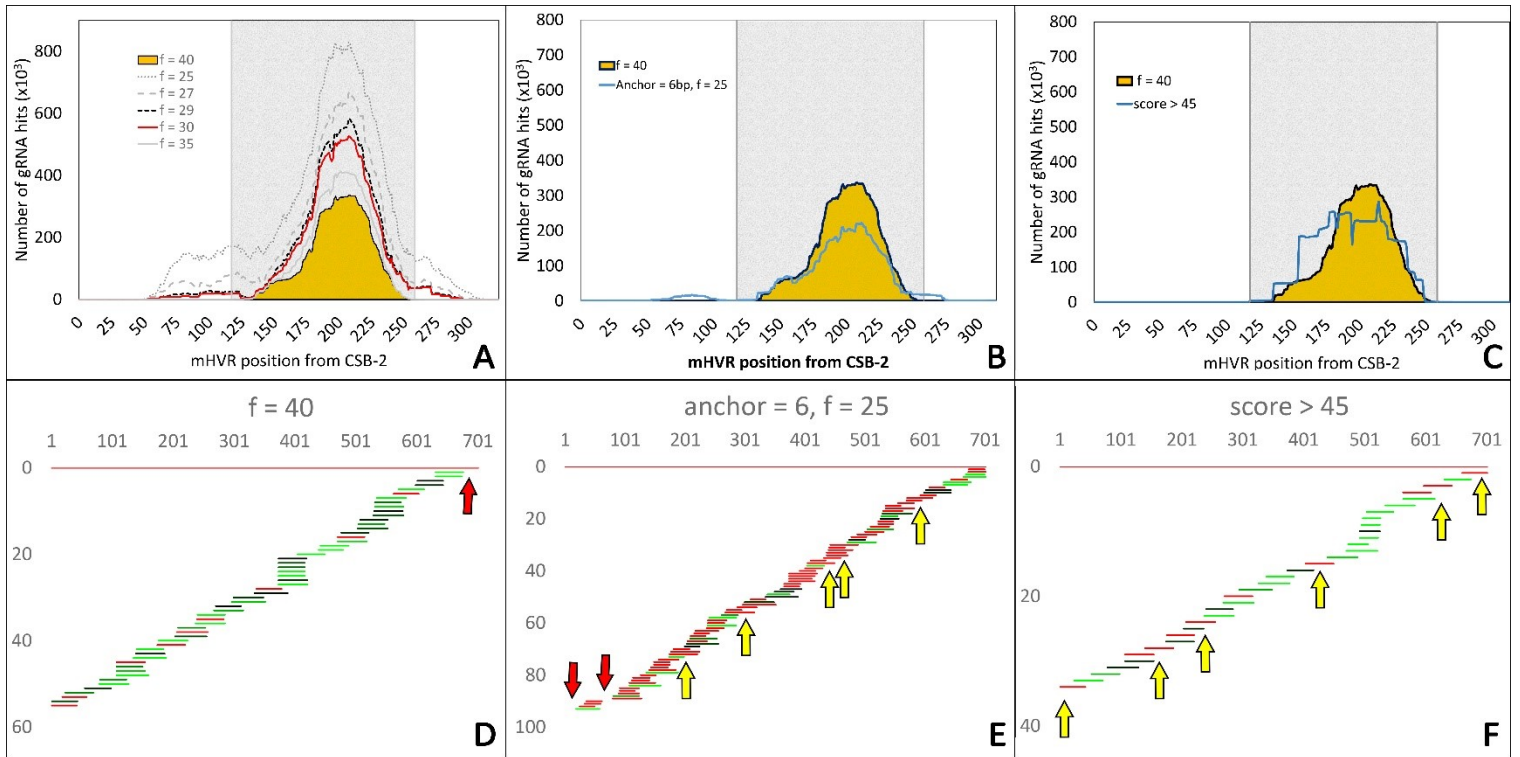 Number of gRNA hits (x10³)
800
600
400
200
0
f = 40
f = 25
f = 27
f = 29
f = 30
f = 35
0 25 50 75 100 125 150 175 200 225 250 275 300
mHVR position from CSB-2
A
Number of gRNA hits (x10³)
800
700
600
500
400
300
200
100
0
f = 40
Anchor = 6bp, f = 25
0 25 50 75 100 125 150 175 200 225 250 275 300
mHVR position from CSB-2
B
Number of gRNA hits (x10³)
800
700
600
500
400
300
200
100
0
f = 40
score > 45
0 25 50 75 100 125 150 175 200 225 250 275 300
mHVR position from CSB-2
C
f = 40
1 101 201 301 401 501 601 701
0
20
40
60
D
anchor = 6, f = 25
1 101 201 301 401 501 601 701
0
20
40
60
80
100
E
score > 45
1 101 201 301 401 501 601 701
0
20
40
F